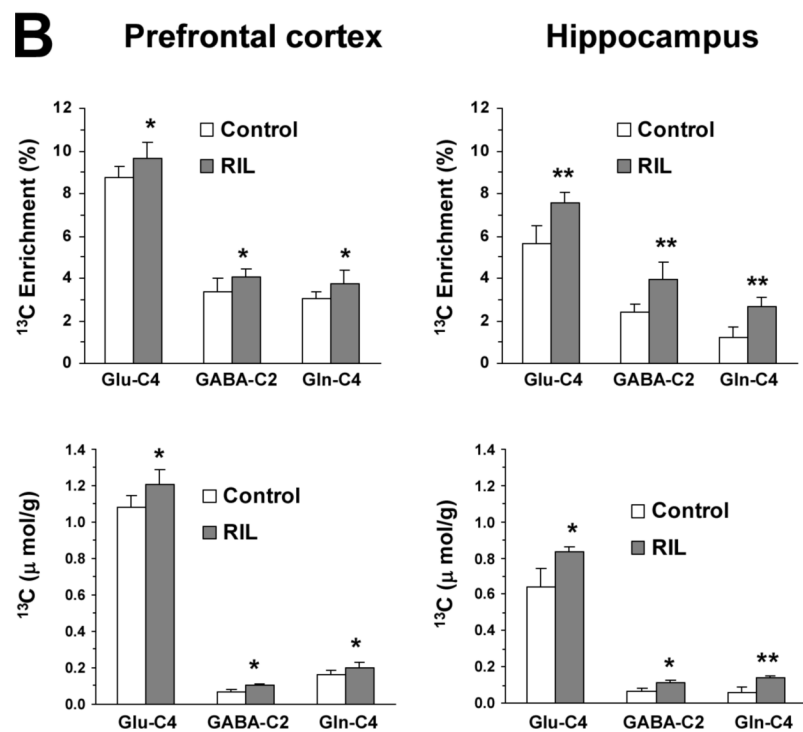 B Prefrontal cortex Hippocampus
12
10
8
6
4
2
0
¹³C Enrichment (%)
Control
RIL
*
*
*
Glu-C4 GABA-C2 Gln-C4
12
10
8
6
4
2
0
¹³C Enrichment (%)
Control
RIL
**
**
**
Glu-C4 GABA-C2 Gln-C4
1.4
1.2
1.0
0.8
0.6
0.4
0.2
0.0
¹³C (μ mol/g)
Control
RIL
*
*
*
Glu-C4 GABA-C2 Gln-C4
1.4
1.2
1.0
0.8
0.6
0.4
0.2
0.0
¹³C (μ mol/g)
Control
RIL
*
*
**
Glu-C4 GABA-C2 Gln-C4